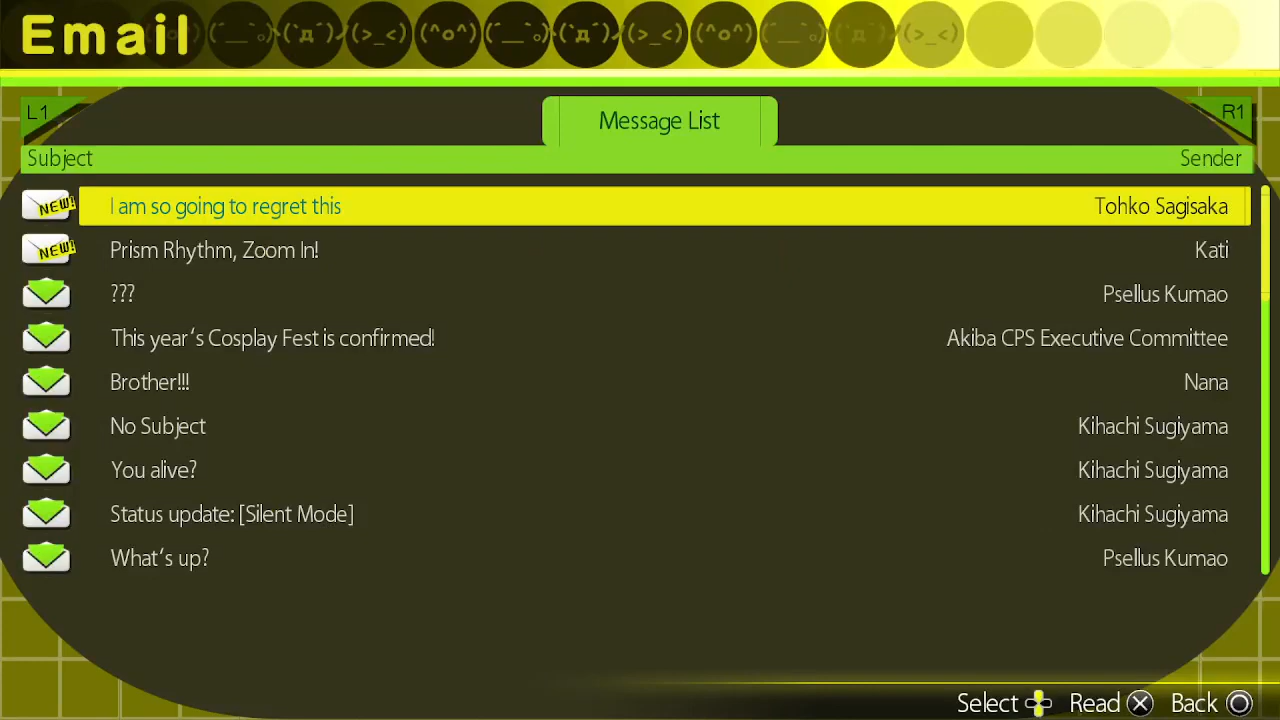 Email
(-__-。) (´Д`) (>_<) (^o^) (-__-。) (`Д´) (>_<) (^o^) (-__-。) (>_<)
L1
Message List
R1
Subject Sender
NEW! I am so going to regret this Tohko Sagisaka
NEW! Prism Rhythm, Zoom In! Kati
??? Psellus Kumao
This year's Cosplay Fest is confirmed! Akiba CPS Executive Committee
Brother!!! Nana
No Subject Kihachi Sugiyama
You alive? Kihachi Sugiyama
Status update: [Silent Mode] Kihachi Sugiyama
What's up? Psellus Kumao
Select Read Back